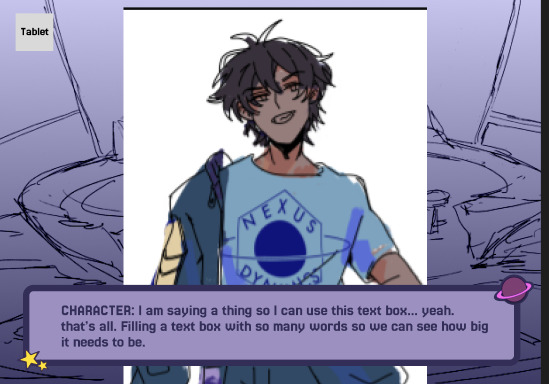 Tablet
NEXUS
CHARACTER: I am saying a thing so I can use this text box... yeah.
that's all. Filling a text box with so many words so we can see how big
it needs to be.